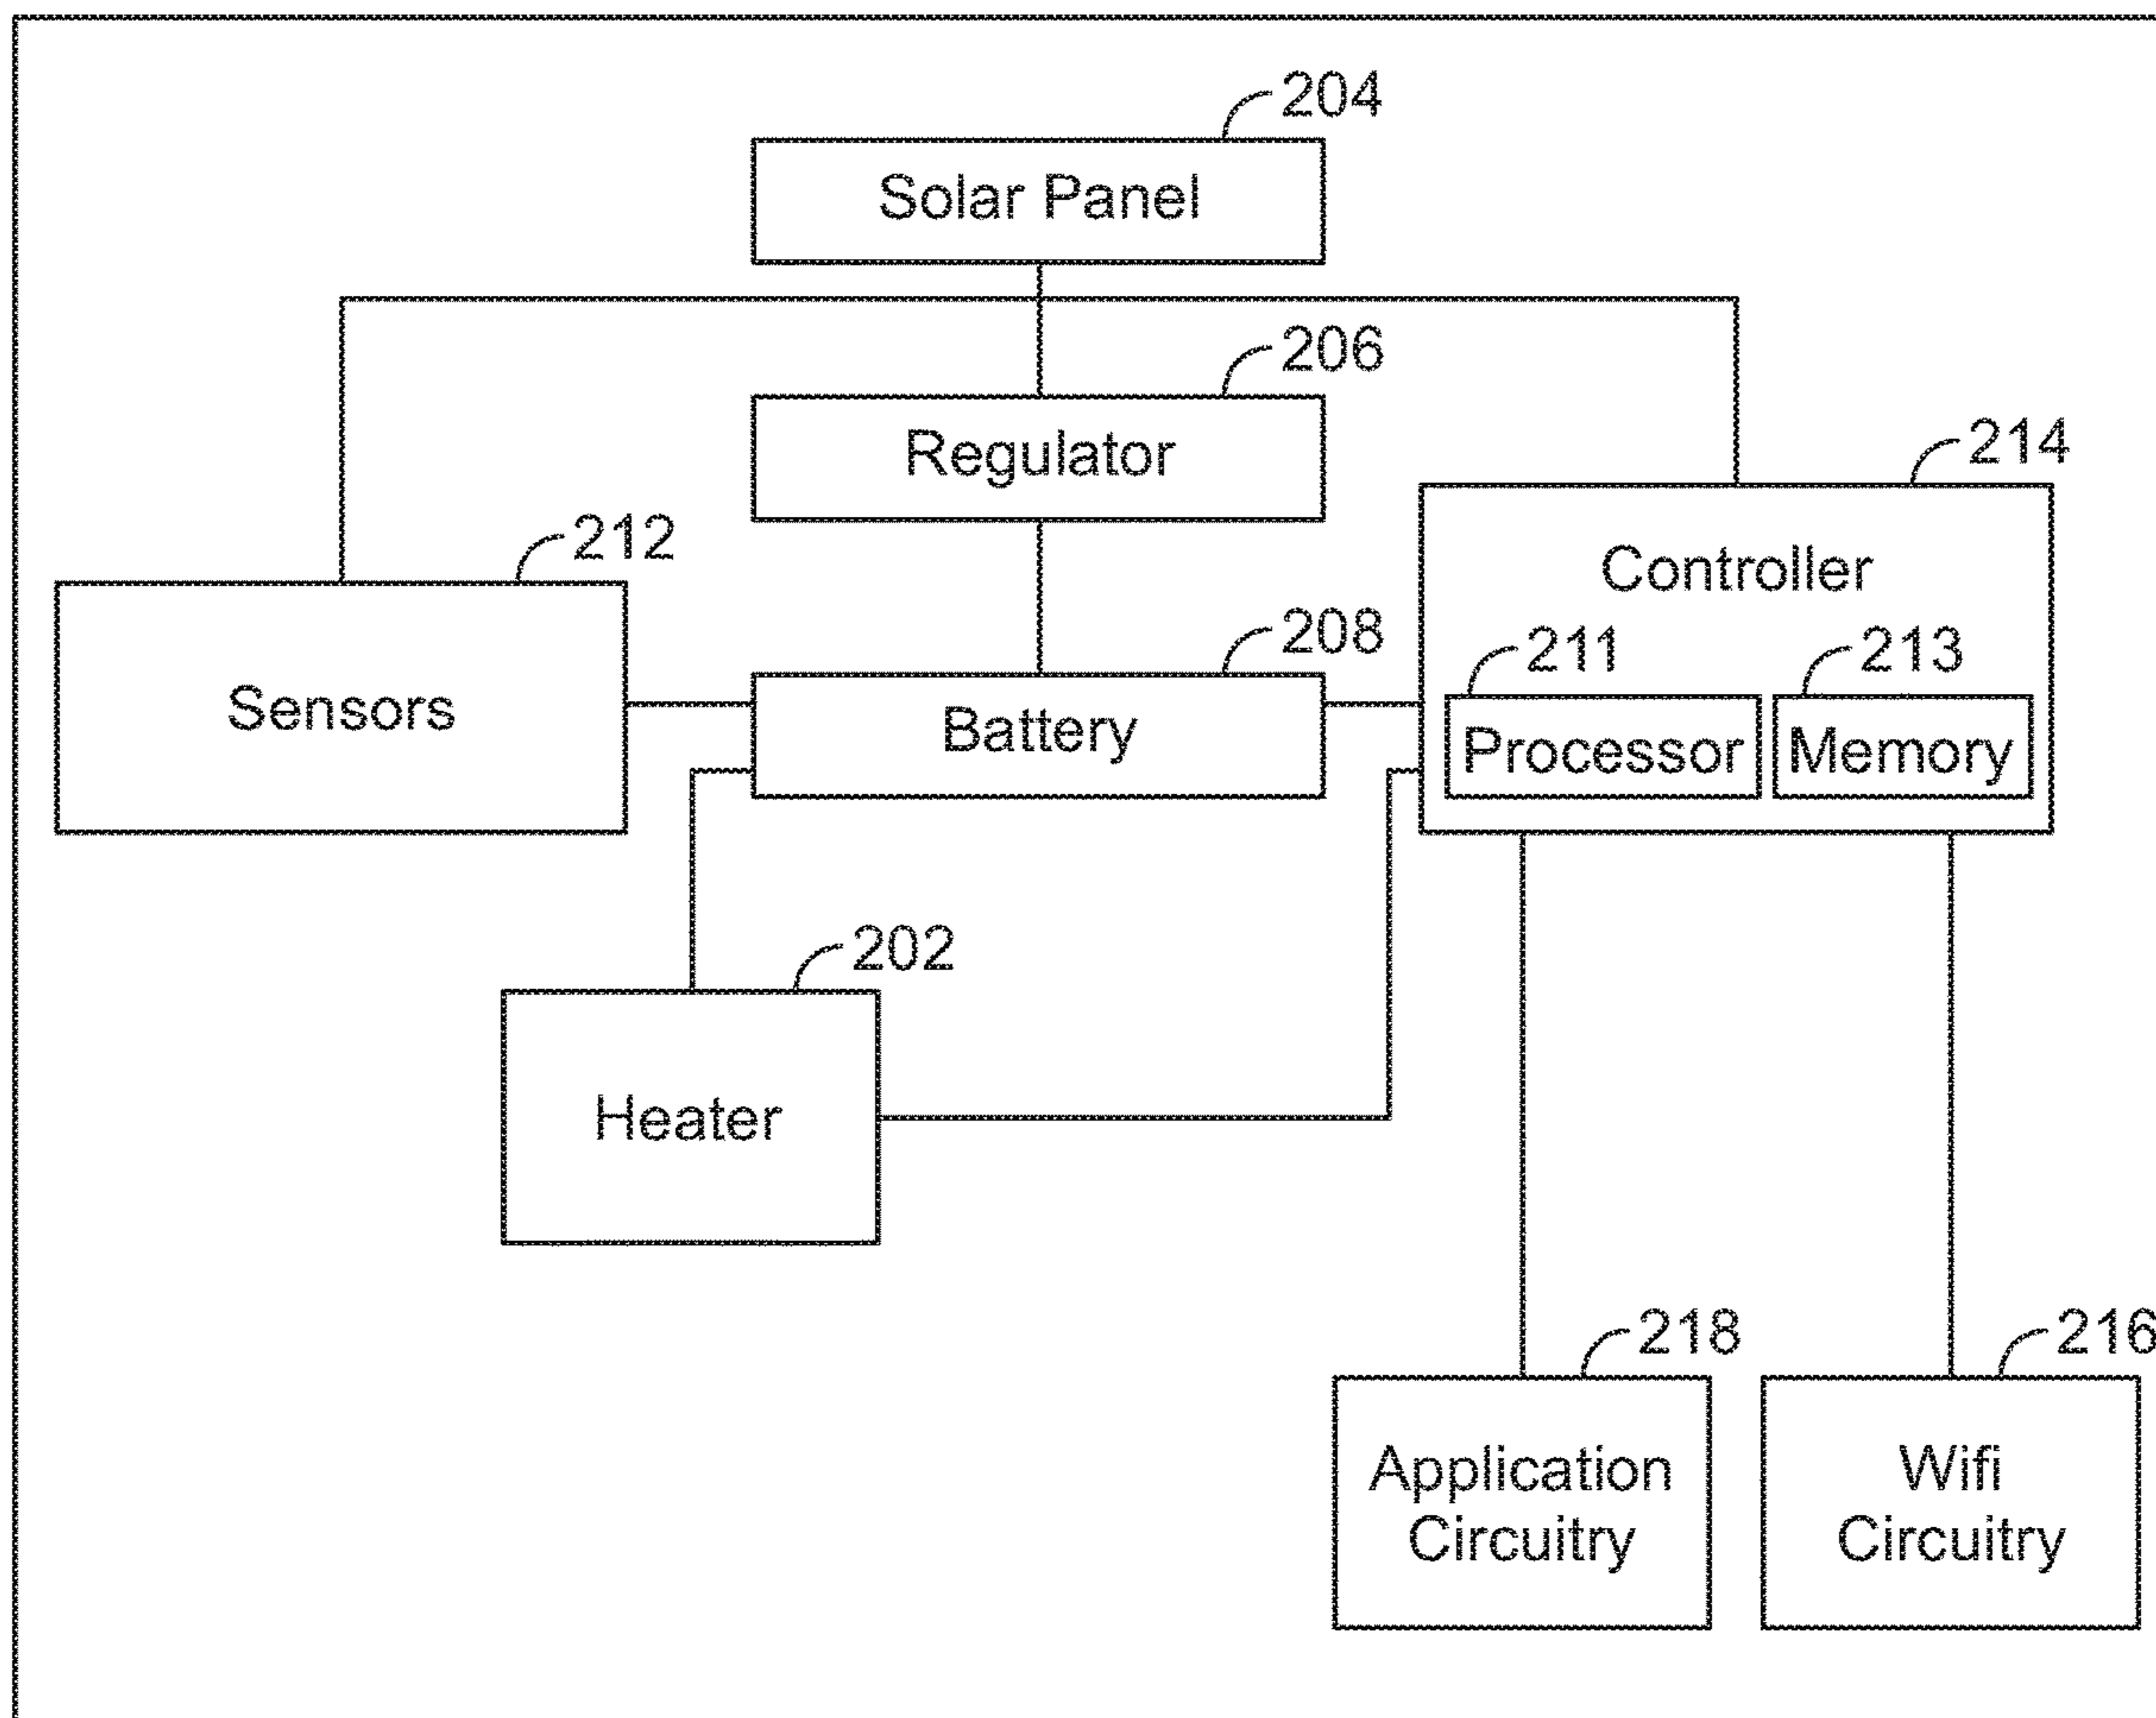 204
Solar Panel
206
Regulator
214
Controller
212
Sensors
208
Battery
211
213
Processor
Memory
202
Heater
218
216
Application
Circuitry
Wifi
Circuitry